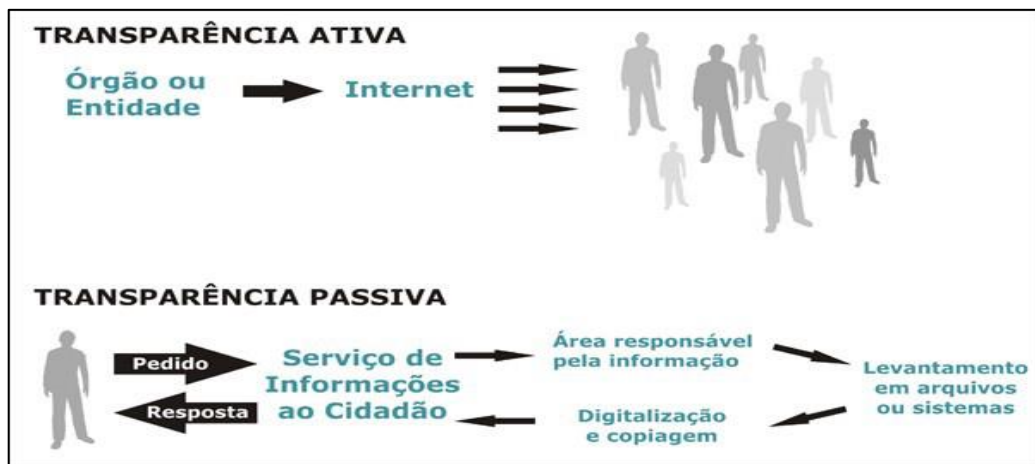 TRANSPARÊNCIA ATIVA
Órgão ou
Entidade
Internet
TRANSPARÊNCIA PASSIVA
Pedido
Resposta
Serviço de
Informações
ao Cidadão
Área responsável
pela informação
Levantamento
em arquivos
ou sistemas
Digitalização
e copiagem